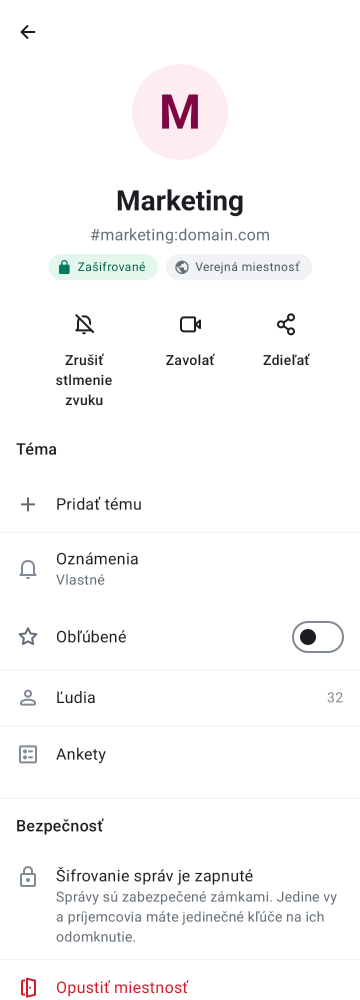 M
Marketing
#marketing:domain.com
Zašifrované
Verejná miestnosť
Zrušiť
stlmenie
zvuku
Zavolať
Zdieľať
Téma
Pridať tému
Oznámenia
Vlastné
Obľúbené
Ľudia
32
Ankety
Bezpečnosť
Šifrovanie správ je zapnuté
Správy sú zabezpečené zámkami. Jedine vy
a príjemcovia máte jedinečné kľúče na ich
odomknutie.
Opustiť miestnosť